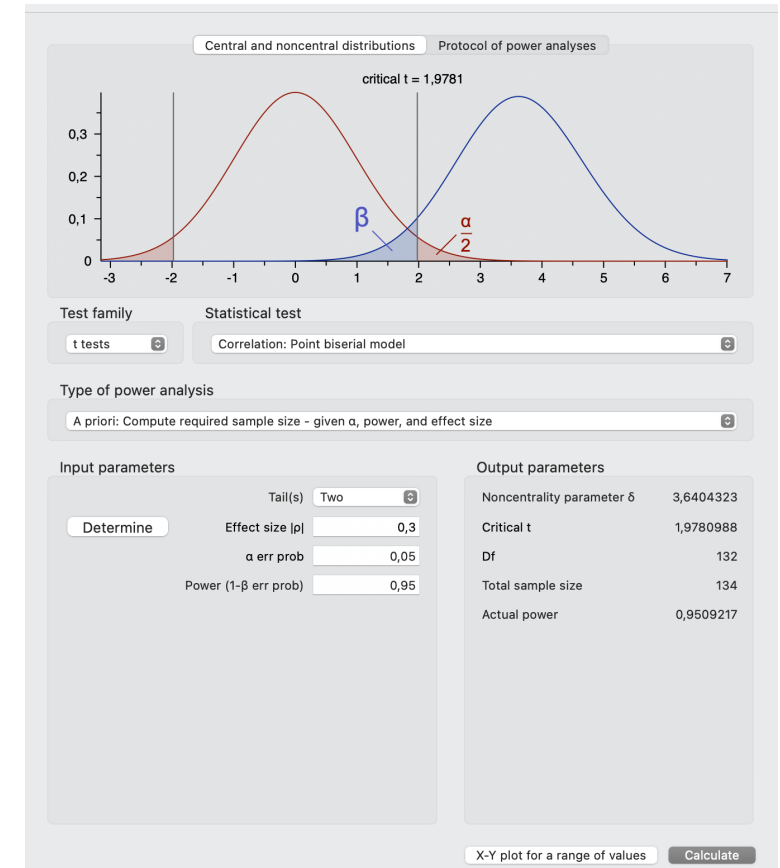 Central and noncentral distributions Protocol of power analyses
critical t = 1,9781
0,3
0,2
β
α
0,1
2
0
-3 -2 -1 0 1 2 3 4 5 6 7
Test family Statistical test
t tests Correlation: Point biserial model
Type of power analysis
A priori: Compute required sample size – given α, power, and effect size
Input parameters Output parameters
Tail(s) Two Noncentrality parameter δ 3,6404323
Determine Effect size |ρ| 0,3 Critical t 1,9780988
α err prob 0,05 Df 132
Power (1-β err prob) 0,95 Total sample size 134
Actual power 0,9509217
X-Y plot for a range of values Calculate